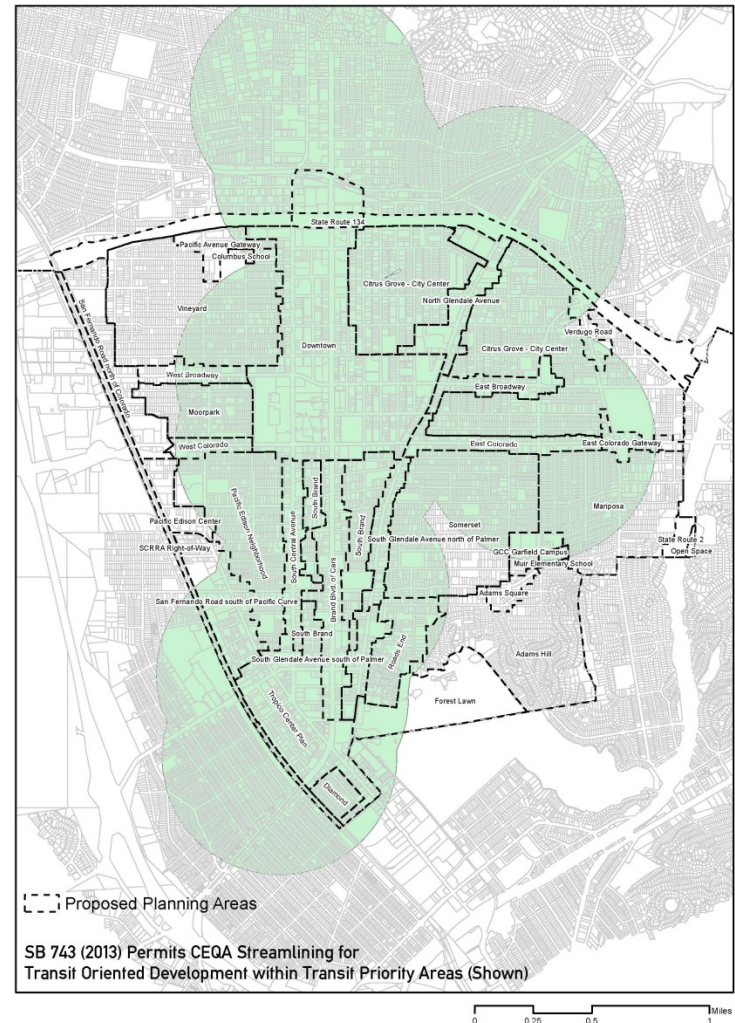 State Route 134
Pacific Avenue Gateway
Columbus School
Citrus Grove - City Center
North Glendale Avenue
Vineyard
San Fernando Road north of Colorado
Verdugo Road
Downtown
Citrus Grove - City Center
West Broadway
East Broadway
Moorpark
West Colorado
East Colorado
East Colorado Gateway
South Brand
Pacific Edison Neighborhood
South Central Avenue
South Brand
Mariposa
Pacific Edison Center
Somerset
South Glendale Avenue north of Palmer
State Route 2
Open Space
SCRRA Right-of-Way
GCC Garfield Campus
Muir Elementary School
Brand Blvd. of Cars
Adams Square
San Fernando Road south of Pacific Curve
South Brand
Roads End
Adams Hill
South Glendale Avenue south of Palmer
Forest Lawn
Tropico Center Plan
Diamond
Proposed Planning Areas
SB 743 (2013) Permits CEQA Streamlining for
Transit Oriented Development within Transit Priority Areas (Shown)
Miles
0 0.25 0.5 1